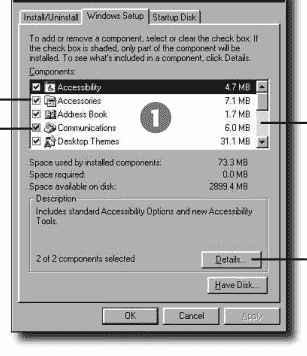 Install/Uninstall Windows Setup Startup Disk
To add or remove a component, select or clear the check box. If
the check box is shaded, only part of the component will be
installed. To see what's included in a component, click Details.
Components:
Accessibility 4.7 MB
Accessories 7.1 MB
Address Book 1.7 MB
Communications 6.0 MB
Desktop Themes 31.1 MB
1
Space used by installed components: 73.3 MB
Space required: 0.0 MB
Space available on disk: 2899.4 MB
Description
Includes standard Accessibility Options and new Accessibility
Tools.
2 of 2 components selected Details...
Have Disk...
OK Cancel Apply